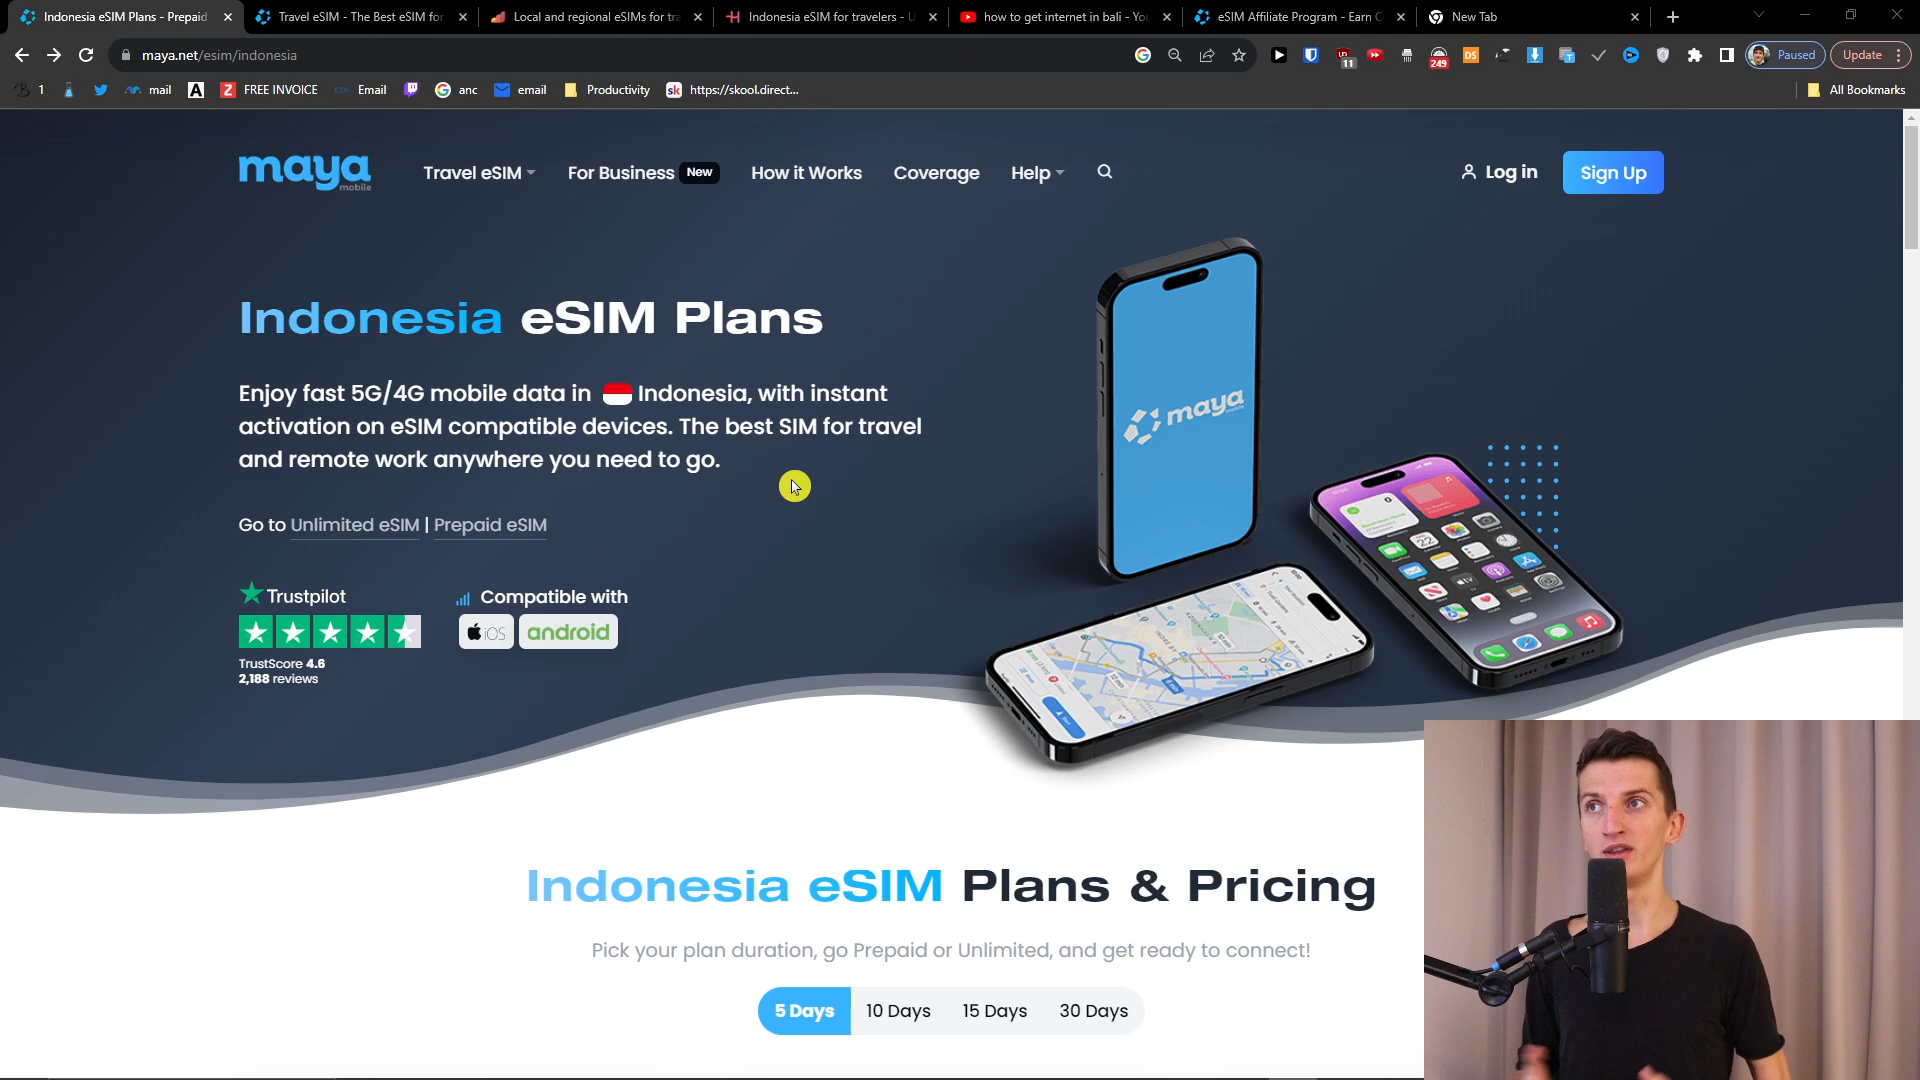 Indonesia eSIM Plans - Prepaid
Travel eSIM - The Best eSIM for
Local and regional eSIMs for tra
Indonesia eSIM for travelers - U
how to get internet in bali - You
eSIM Affiliate Program - Earn C
New Tab
maya.net/esim/indonesia
11
249
DS
Paused
Update
1
mail
A
Z
FREE INVOICE
Email
anc
email
Productivity
sk
https://skool.direct...
All Bookmarks
maya
mobile
Travel eSIM
For Business
New
How it Works
Coverage
Help
Log in
Sign Up
Indonesia eSIM Plans
Enjoy fast 5G/4G mobile data in Indonesia, with instant
activation on eSIM compatible devices. The best SIM for travel
and remote work anywhere you need to go.
Go to Unlimited eSIM | Prepaid eSIM
Trustpilot
TrustScore 4.6
2,188 reviews
Compatible with
iOS
android
maya
mobile
Indonesia eSIM Plans & Pricing
Pick your plan duration, go Prepaid or Unlimited, and get ready to connect!
5 Days
10 Days
15 Days
30 Days